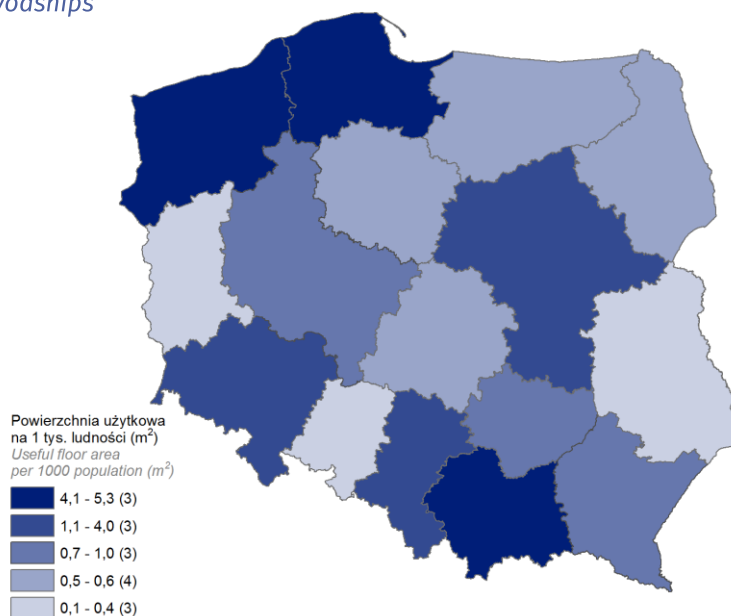 Powierzchnia użytkowa
na 1 tys. ludności (m²)
Useful floor area
per 1000 population (m²)
4,1 - 5,3 (3)
1,1 - 4,0 (3)
0,7 - 1,0 (3)
0,5 - 0,6 (4)
0,1 - 0,4 (3)